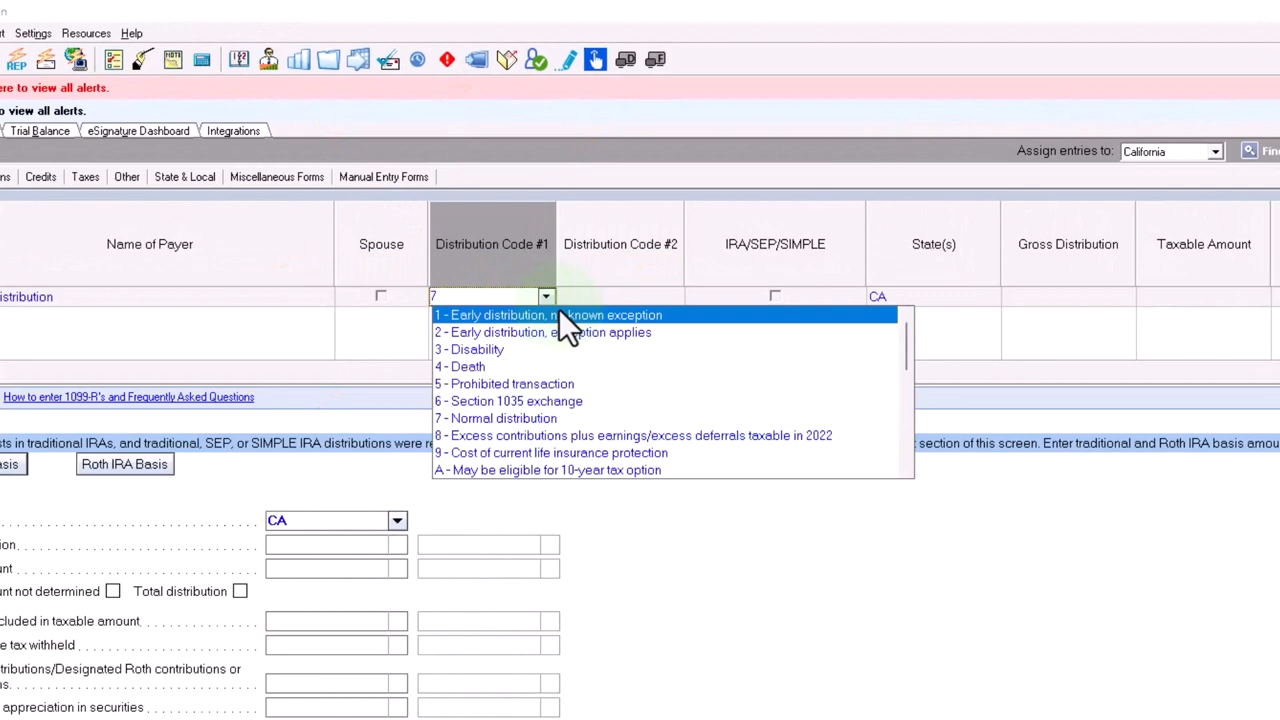 Settings Resources Help
REP
ere to view all alerts.
o view all alerts.
Trial Balance eSignature Dashboard Integrations
Assign entries to: California Fin
ns Credits Taxes Other State & Local Miscellaneous Forms Manual Entry Forms
Name of Payer Spouse Distribution Code #1 Distribution Code #2 IRA/SEP/SIMPLE State(s) Gross Distribution Taxable Amount
istribution 7 CA
1 - Early distribution, known exception
2 - Early distribution, applies
3 - Disability
4 - Death
How to enter 1099-R's and Frequently Asked Questions
5 - Prohibited transaction
6 - Section 1035 exchange
7 - Normal distribution
8 - Excess contributions plus earnings/excess deferrals taxable in 2022
9 - Cost of current life insurance protection
A - May be eligible for 10-year tax option
sts in traditional IRAs, and traditional, SEP, or SIMPLE IRA distributions were r section of this screen. Enter traditional and Roth IRA basis amou
asis Roth IRA Basis
CA
ion
unt
unt not determined Total distribution
cluded in taxable amount
e tax withheld
tributions/Designated Roth contributions or
s.
appreciation in securities